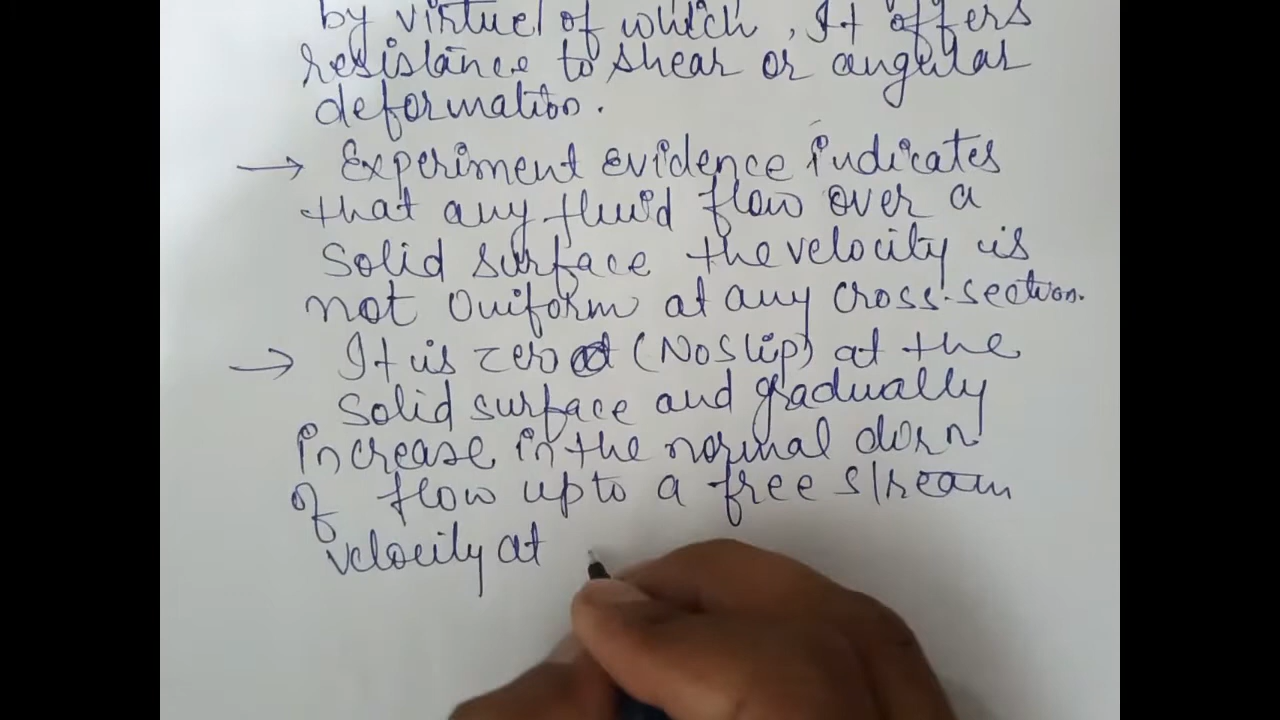 by virtue of which, It offers
resistance to shear or angular
deformation.
→ Experiment evidence indicates
that any fluid flow over a
solid surface the velocity is
not Uniform at any cross-section.
→ It is zero (No slip) at the
solid surface and gradually
increase in the normal dirn
of flow upto a free stream
velocity at